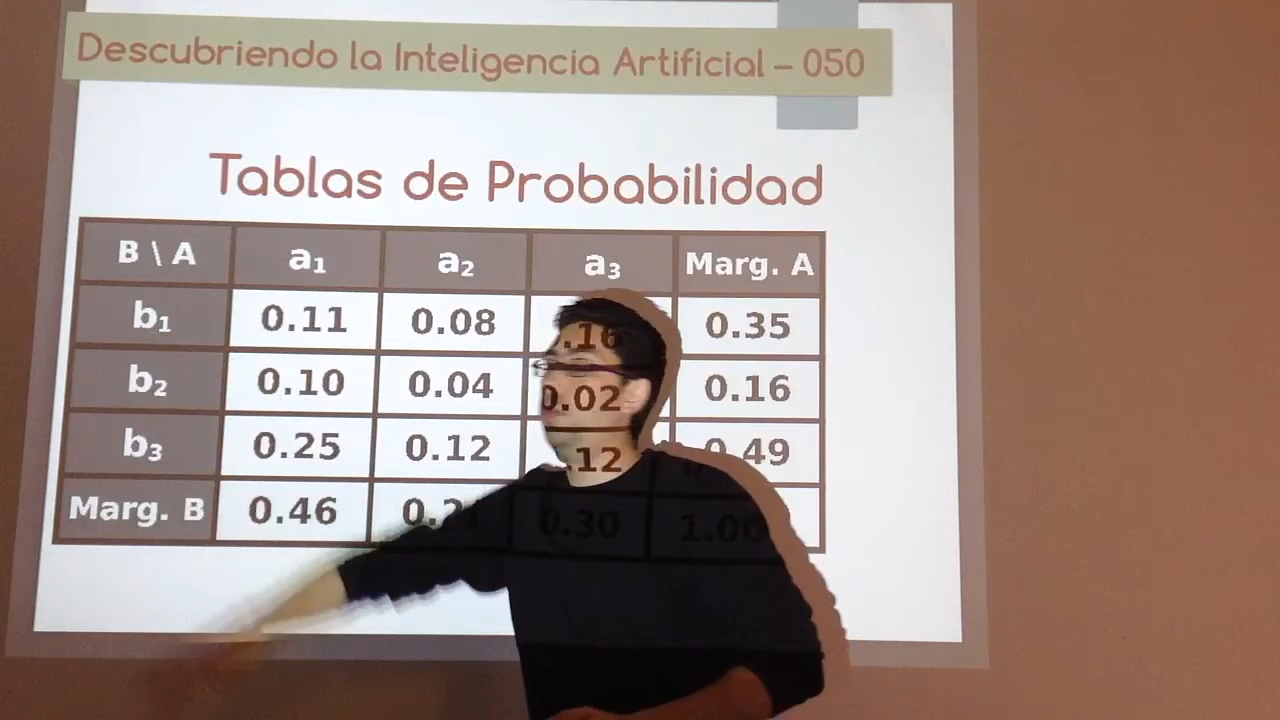 Descubriendo la Inteligencia Artificial – 050
Tablas de Probabilidad
B \ A a₁ a₂ a₃ Marg. A
b₁ 0.11 0.08 .16 0.35
b₂ 0.10 0.04 0.02 0.16
b₃ 0.25 0.12 .12 0.49
Marg. B 0.46 0.30 1.00